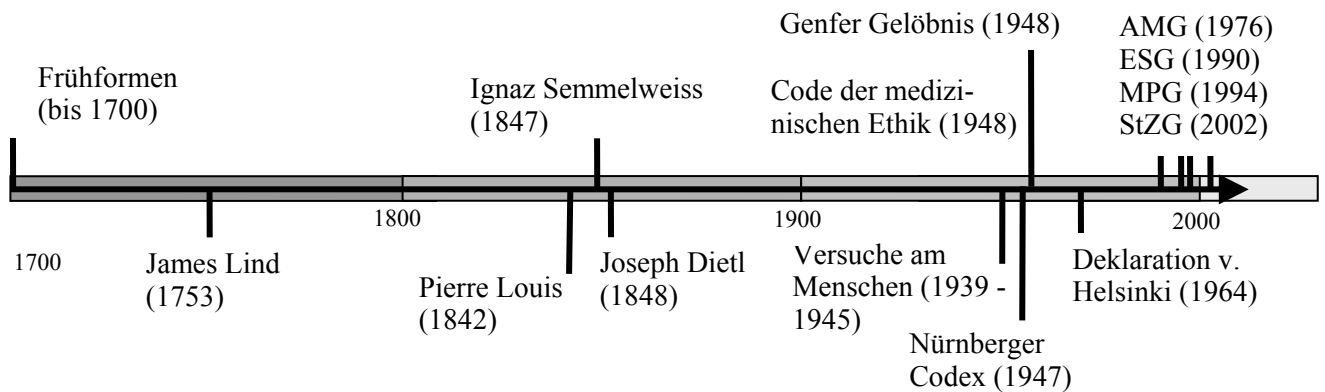 Genfer Gelöbnis (1948)
AMG (1976)
ESG (1990)
MPG (1994)
StZG (2002)
Frühformen
(bis 1700)
Ignaz Semmelweiss
(1847)
Code der medizi-
nischen Ethik (1948)
1700
1800
1900
2000
James Lind
(1753)
Pierre Louis
(1842)
Joseph Dietl
(1848)
Versuche am
Menschen (1939 -
1945)
Nürnberger
Codex (1947)
Deklaration v.
Helsinki (1964)